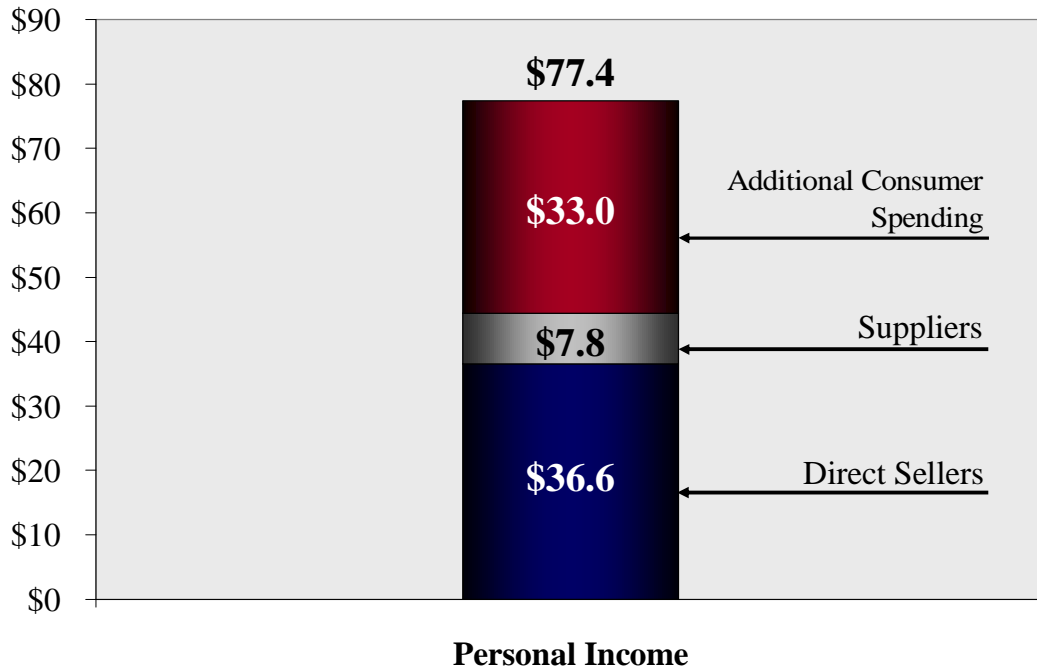 $90
$80
$70
$60
$50
$40
$30
$20
$10
$0
$77.4
$33.0
$7.8
$36.6
Additional Consumer
Spending
Suppliers
Direct Sellers
Personal Income